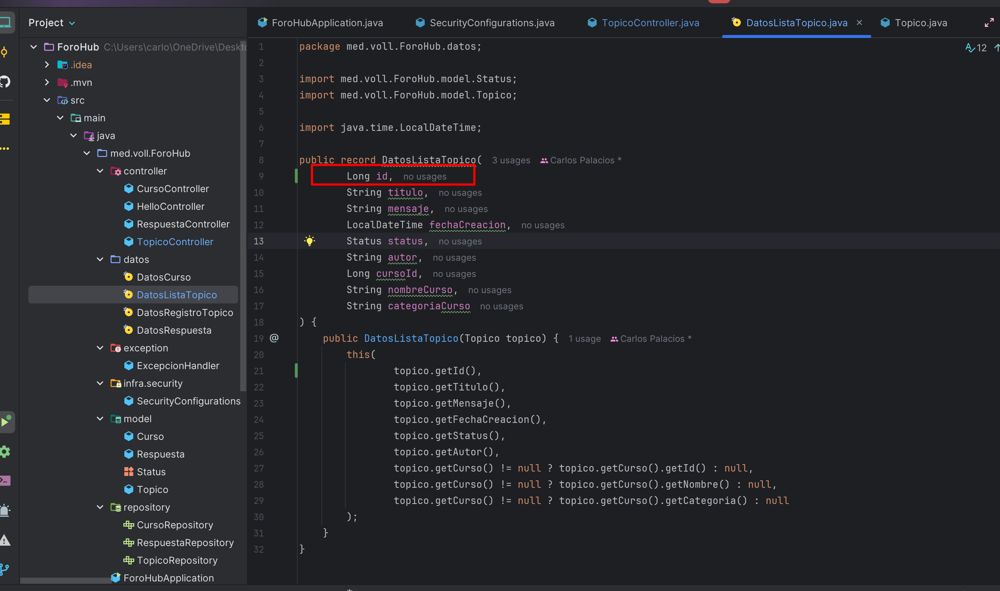 Project
ForoHub C:\Users\carlo\OneDrive\Deskto
.idea
.mvn
src
main
java
med.voll.ForoHub
controller
CursoController
HelloController
RespuestaController
TopicoController
datos
DatosCurso
DatosListaTopico
DatosRegistroTopico
DatosRespuesta
exception
ExcepcionHandler
infra.security
SecurityConfigurations
model
Curso
Respuesta
Status
Topico
repository
CursoRepository
RespuestaRepository
TopicoRepository
ForoHubApplication
ForoHubApplication.java SecurityConfigurations.java TopicoController.java DatosListaTopico.java Topico.java
12
1 package med.voll.ForoHub.datos;
2
3 import med.voll.ForoHub.model.Status;
4 import med.voll.ForoHub.model.Topico;
5
6 import java.time.LocalDateTime;
7
8 public record DatosListaTopico( 3 usages Carlos Palacios *
9 Long id, no usages
10 String titulo, no usages
11 String mensaje, no usages
12 LocalDateTime fechaCreacion, no usages
13 Status status, no usages
14 String autor, no usages
15 Long cursoId, no usages
16 String nombreCurso, no usages
17 String categoriaCurso no usages
18 ) {
19 @ public DatosListaTopico(Topico topico) { 1 usage Carlos Palacios *
20 this(
21 topico.getId(),
22 topico.getTitulo(),
23 topico.getMensaje(),
24 topico.getFechaCreacion(),
25 topico.getStatus(),
26 topico.getAutor(),
27 topico.getCurso() != null ? topico.getCurso().getId() : null,
28 topico.getCurso() != null ? topico.getCurso().getNombre() : null,
29 topico.getCurso() != null ? topico.getCurso().getCategoria() : null
30 );
31 }
32 }